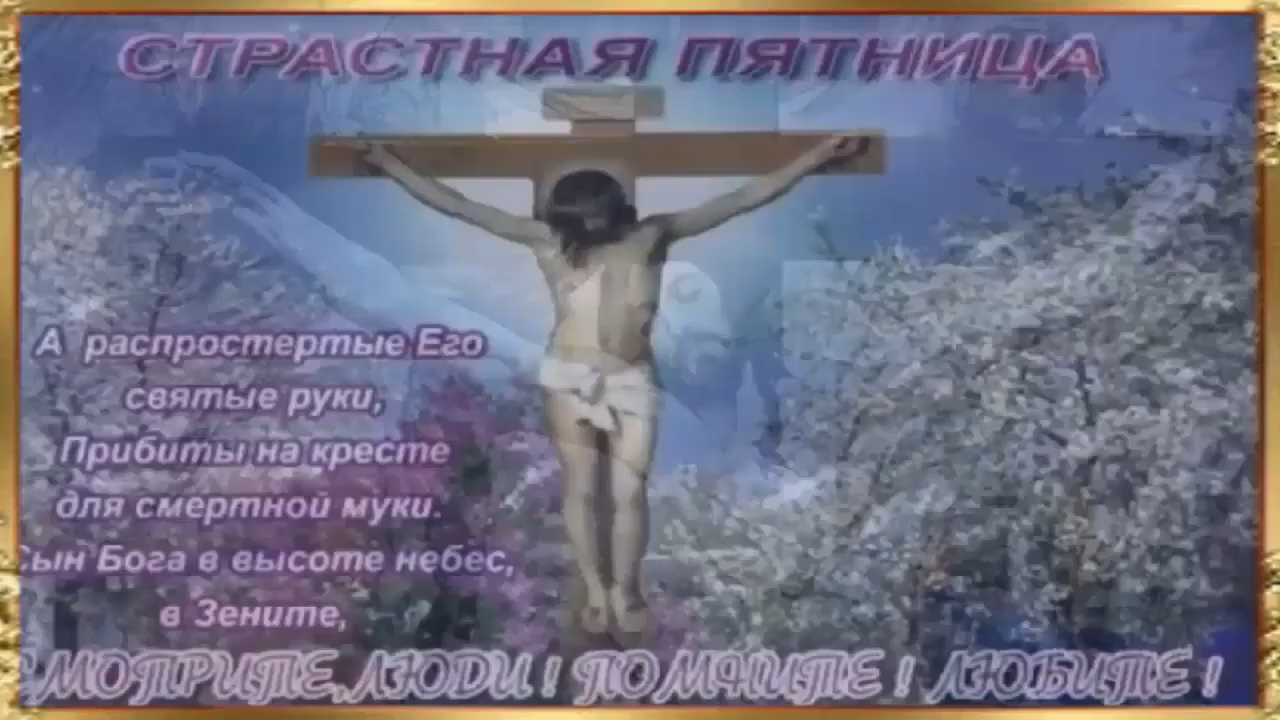 СТРАСТНАЯ ПЯТНИЦА
А распростертые Его
святые руки,
Прибиты на кресте
для смертной муки.
Сын Бога в высоте небес,
в Зените,
СМОТРИТЕ,ЛЮДИ! ПОМНИТЕ! ЛЮБИТЕ!